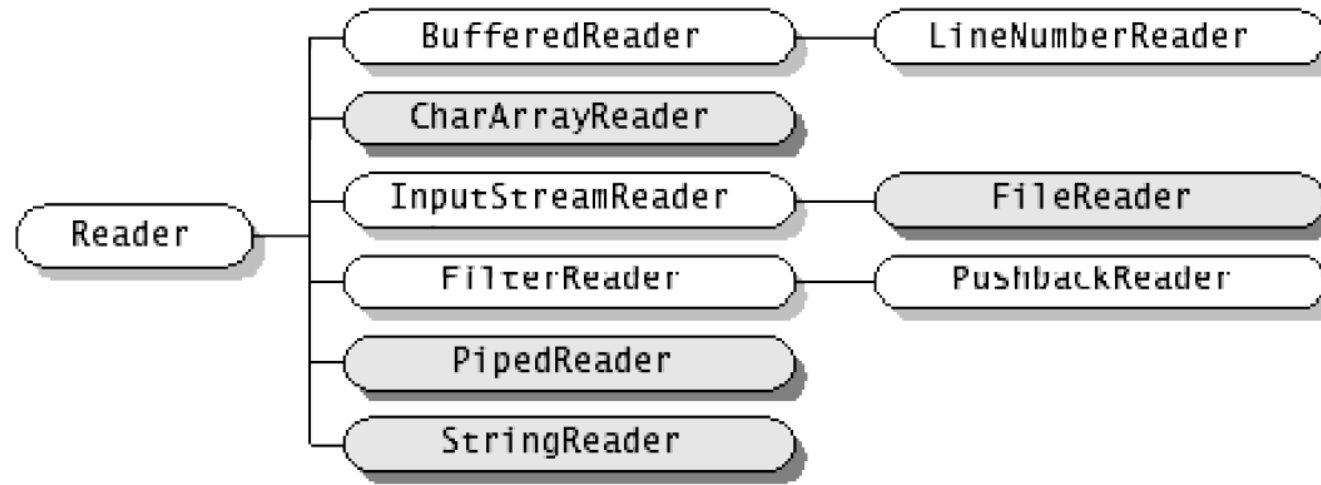 BufferedReader
LineNumberReader
CharArrayReader
InputStreamReader
FileReader
Reader
FilterReader
PushbackReader
PipedReader
StringReader